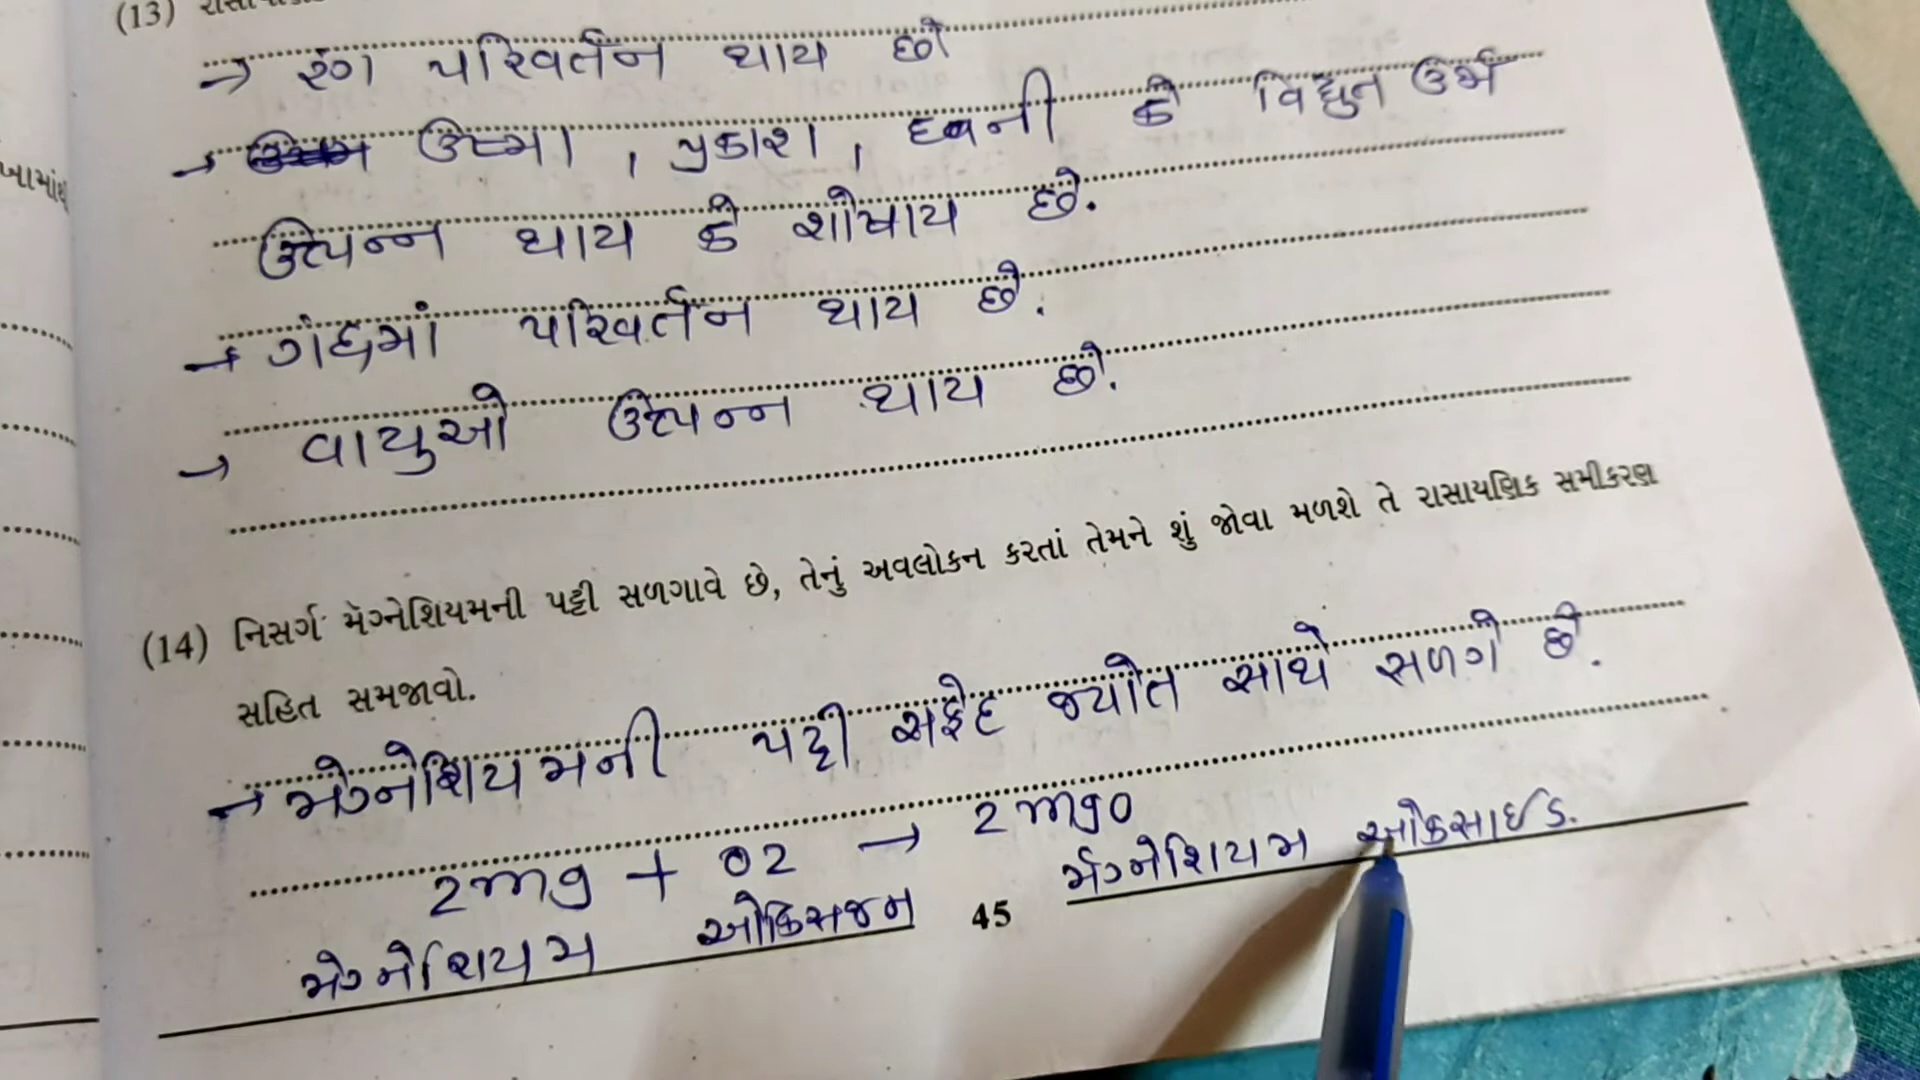 (13)
→ રંગ પરિવર્તન થાય છે
→ ઉષ્મા, પ્રકાશ, ધ્વની કે વિદ્યુત ઉર્જા
ઉત્પન્ન થાય કે શોષાય છે.
→ ગંધમાં પરિવર્તન થાય છે.
→ વાયુઓ ઉત્પન્ન થાય છે.
(14) નિસર્ગ મૅગ્નેશિયમની પટ્ટી સળગાવે છે, તેનું અવલોકન કરતાં તેમને શું જોવા મળશે તે રાસાયણિક સમીકરણ
સહિત સમજાવો.
→ મેગ્નેશિયમની પટ્ટી સફેદ જ્યોત સાથે સળગે છે.
2mg + O2 → 2mgo
મેગ્નેશિયમ ઓક્સિજન મેગ્નેશિયમ ઓક્સાઈડ.
45